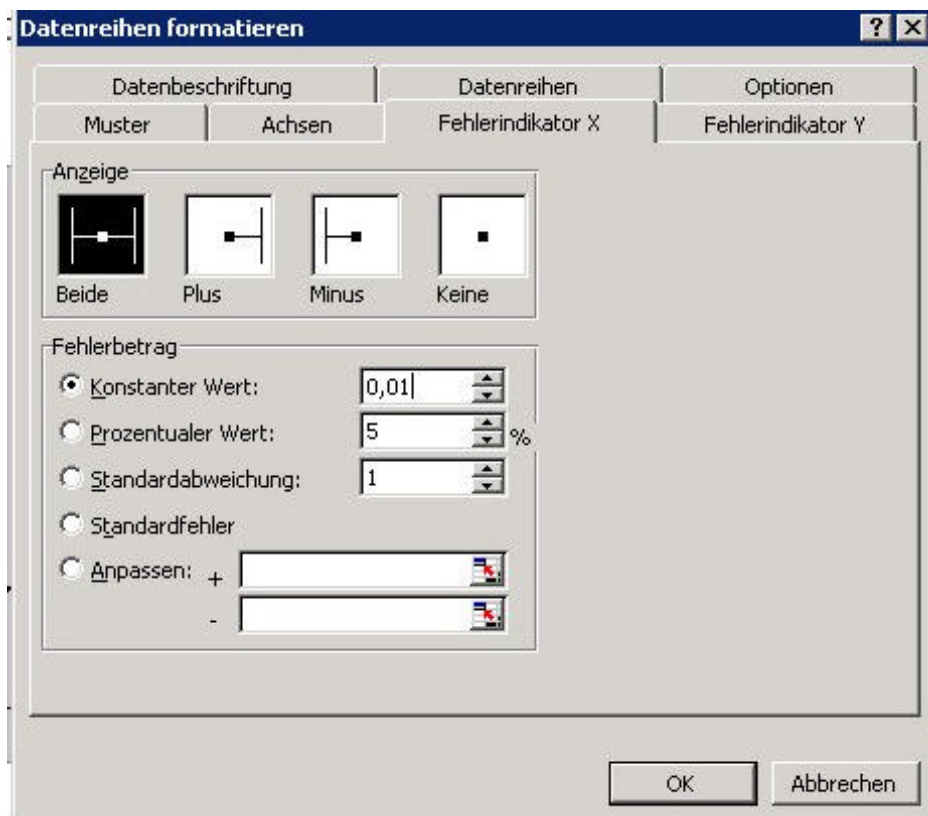 Datenreihen formatieren
Datenbeschriftung Datenreihen Optionen
Muster Achsen Fehlerindikator X Fehlerindikator Y
Anzeige
Beide Plus Minus Keine
Fehlerbetrag
Konstanter Wert: 0,01
Prozentualer Wert: 5 %
Standardabweichung: 1
Standardfehler
Anpassen: +
-
OK Abbrechen